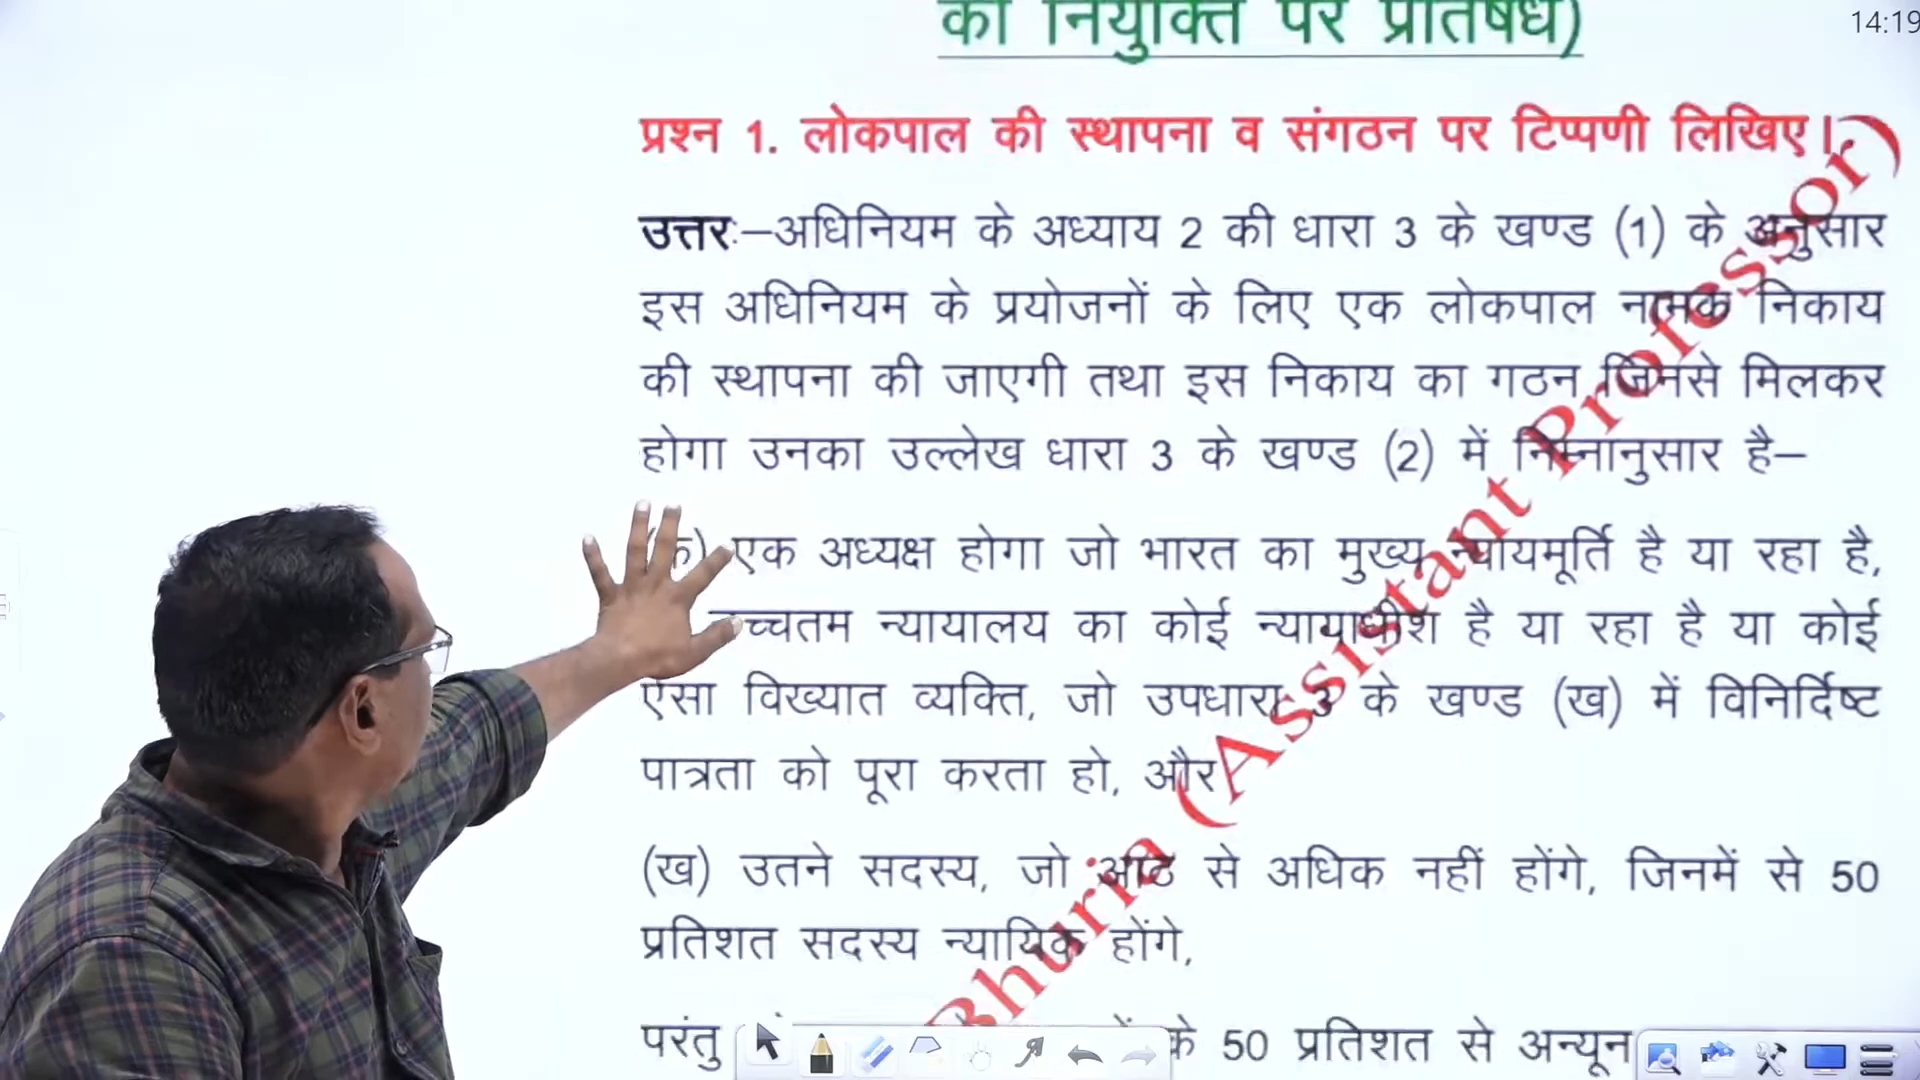 की नियुक्ति पर प्रतिषेध)
14:19
प्रश्न 1. लोकपाल की स्थापना व संगठन पर टिप्पणी लिखिए।
उत्तर:–अधिनियम के अध्याय 2 की धारा 3 के खण्ड (1) के अनुसार
इस अधिनियम के प्रयोजनों के लिए एक लोकपाल नामक निकाय
की स्थापना की जाएगी तथा इस निकाय का गठन जिनसे मिलकर
होगा उनका उल्लेख धारा 3 के खण्ड (2) में निम्नानुसार है–
(क) एक अध्यक्ष होगा जो भारत का मुख्य न्यायमूर्ति है या रहा है,
न्यायालय का कोई न्यायाधीश है या रहा है या कोई
ऐसा विख्यात व्यक्ति, जो उपधारा 3 के खण्ड (ख) में विनिर्दिष्ट
पात्रता को पूरा करता हो, और
(ख) उतने सदस्य, जो आठ से अधिक नहीं होंगे, जिनमें से 50
प्रतिशत सदस्य न्यायिक होंगे,
परंतु के 50 प्रतिशत से अन्यून
Bhuria (Assistant Professor)